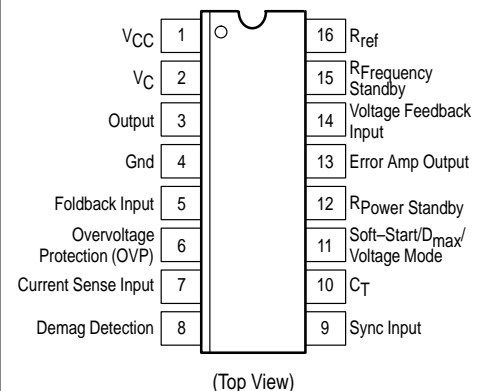 VCC 1
VC 2
Output 3
Gnd 4
Foldback Input 5
Overvoltage
Protection (OVP) 6
Current Sense Input 7
Demag Detection 8
16 Rref
15 RFrequency
Standby
14 Voltage Feedback
Input
13 Error Amp Output
12 RPower Standby
11 Soft–Start/Dmax/
Voltage Mode
10 CT
9 Sync Input
(Top View)